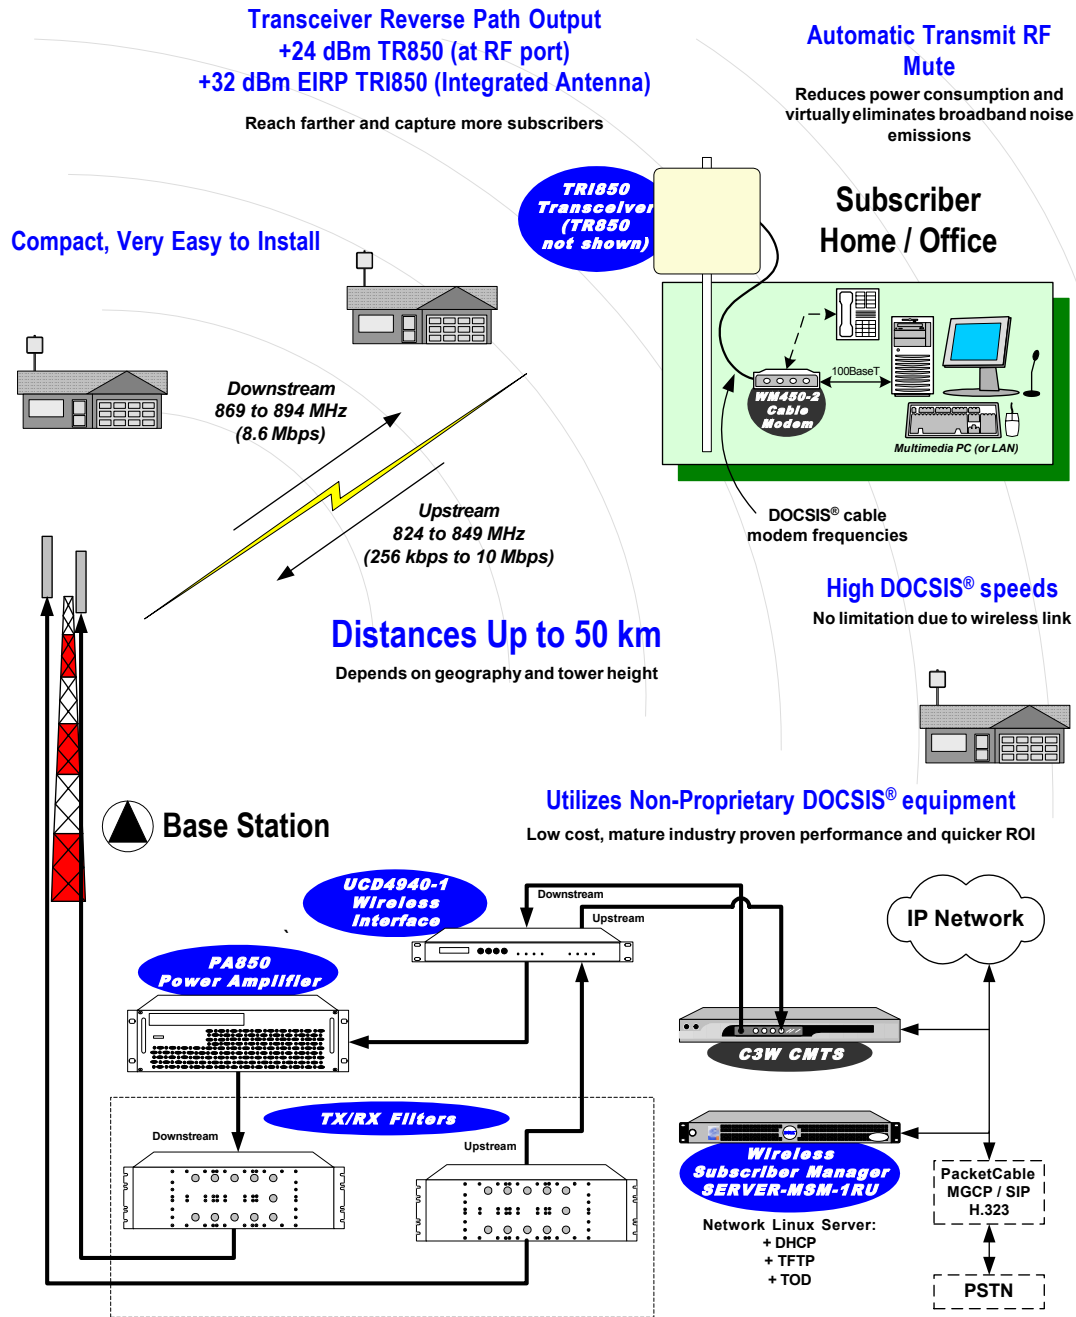 Transceiver Reverse Path Output
+24 dBm TR850 (at RF port)
+32 dBm EIRP TRI850 (Integrated Antenna)
Reach farther and capture more subscribers
Automatic Transmit RF
Mute
Reduces power consumption and
virtually eliminates broadband noise
emissions
TRI850
Transceiver
(TR850
not shown)
Subscriber
Home / Office
Compact, Very Easy to Install
100BaseT
WM450-2
Cable
Modem
Multimedia PC (or LAN)
Downstream
869 to 894 MHz
(8.6 Mbps)
Upstream
824 to 849 MHz
(256 kbps to 10 Mbps)
DOCSIS® cable
modem frequencies
High DOCSIS® speeds
No limitation due to wireless link
Distances Up to 50 km
Depends on geography and tower height
Utilizes Non-Proprietary DOCSIS® equipment
Low cost, mature industry proven performance and quicker ROI
Base Station
UCD4940-1
Wireless
Interface
Downstream
Upstream
IP Network
PA850
Power Amplifier
C3W CMTS
TX/RX Filters
Downstream
Upstream
Wireless
Subscriber Manager
SERVER-MSM-1RU
Network Linux Server:
+ DHCP
+ TFTP
+ TOD
PacketCable
MGCP / SIP
H.323
PSTN